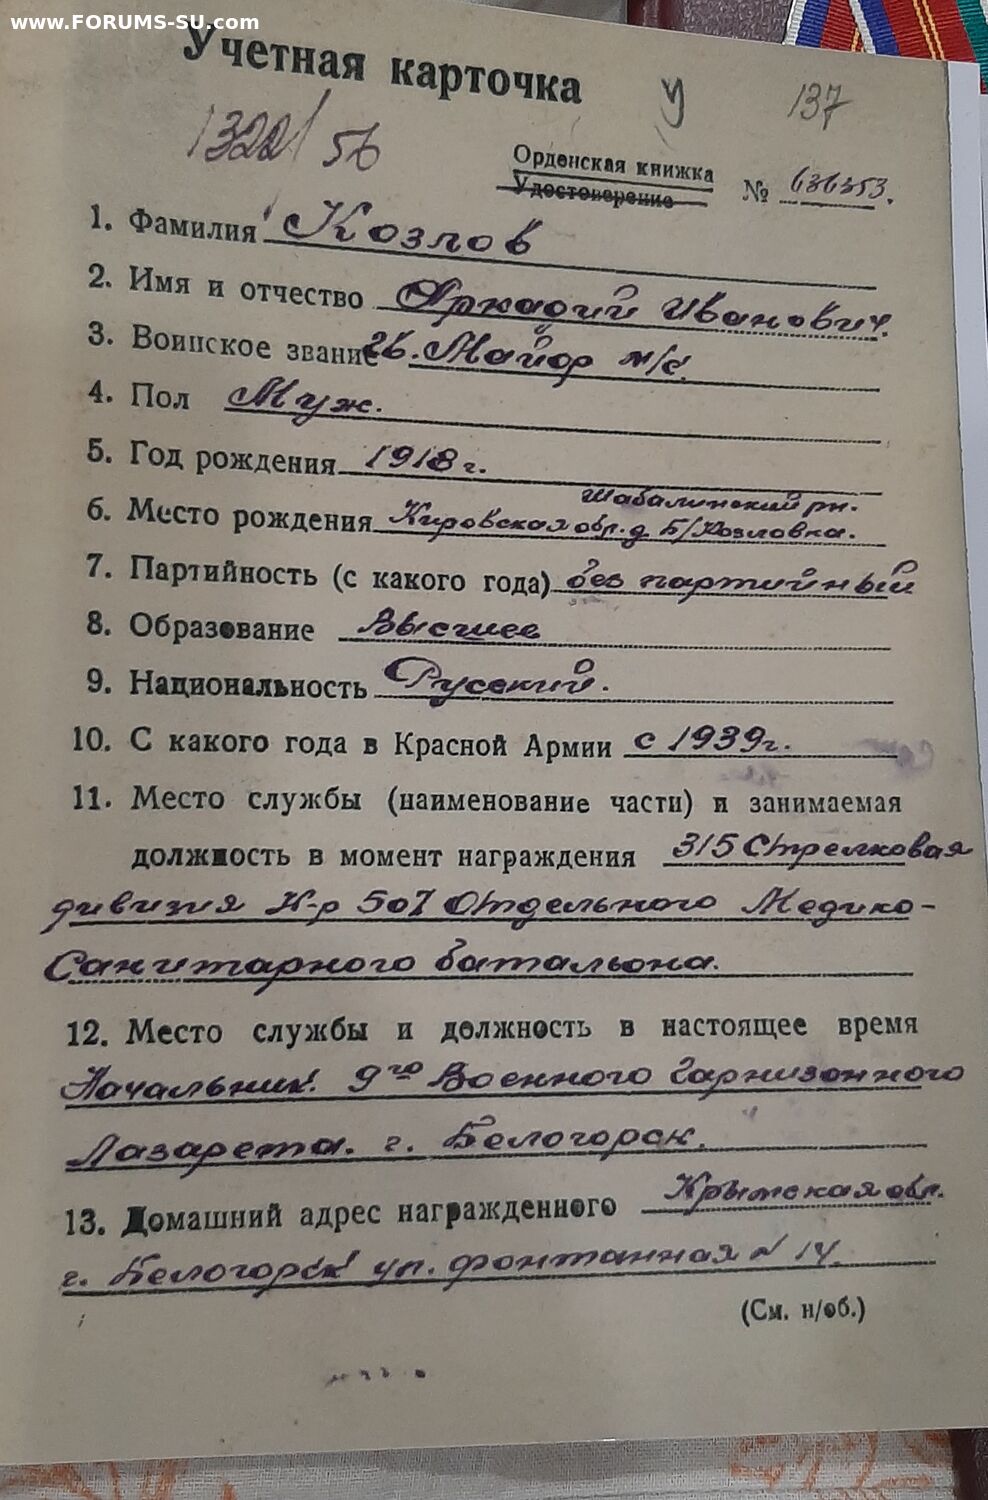 www.FORUMS-SU.com
Учетная карточка
У 137
1322/56
Орденская книжка
Удостоверение № 636353.
1. Фамилия Козлов
2. Имя и отчество Аркадий Иванович.
3. Воинское звание Гв. Майор м/с.
4. Пол Муж.
5. Год рождения 1918 г.
Шабалинский рн.
6. Место рождения Кировская обл. д. Б/Козловка.
7. Партийность (с какого года) без партийный
8. Образование Высшее
9. Национальность Русский.
10. С какого года в Красной Армии с 1939г.
11. Место службы (наименование части) и занимаемая
должность в момент награждения 315 Стрелковая
дивизия К-р 507 Отдельного Медико-
Санитарного батальона.
12. Место службы и должность в настоящее время
Начальник. 9го Военного Гарнизонного
Лазарета. г. Белогорск.
13. Домашний адрес награжденного Крымская обл.
г. Белогорск ул. Фонтанная N 14.
(См. н/об.)